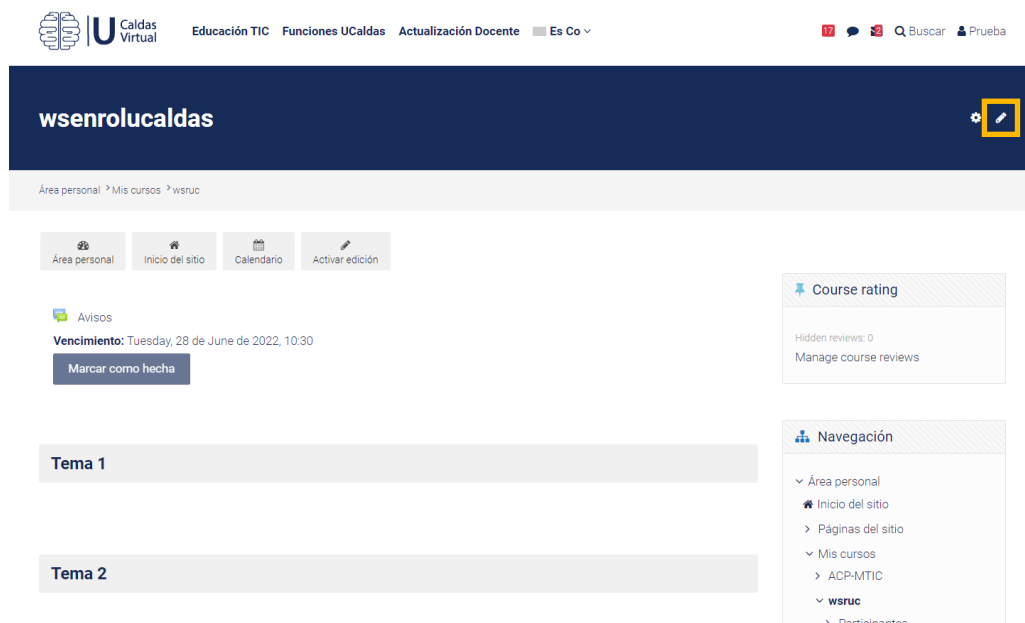 U Caldas Virtual Educación TIC Funciones UCaldas Actualización Docente Es Co 17 2 Buscar Prueba
wsenrolucaldas
Área personal > Mis cursos > wsruc
Área personal Inicio del sitio Calendario Activar edición
Course rating
Avisos
Hidden reviews: 0
Vencimiento: Tuesday, 28 de June de 2022, 10:30
Manage course reviews
Marcar como hecha
Navegación
Tema 1
Área personal
Inicio del sitio
Páginas del sitio
Mis cursos
Tema 2
ACP-MTIC
wsruc
Participantes